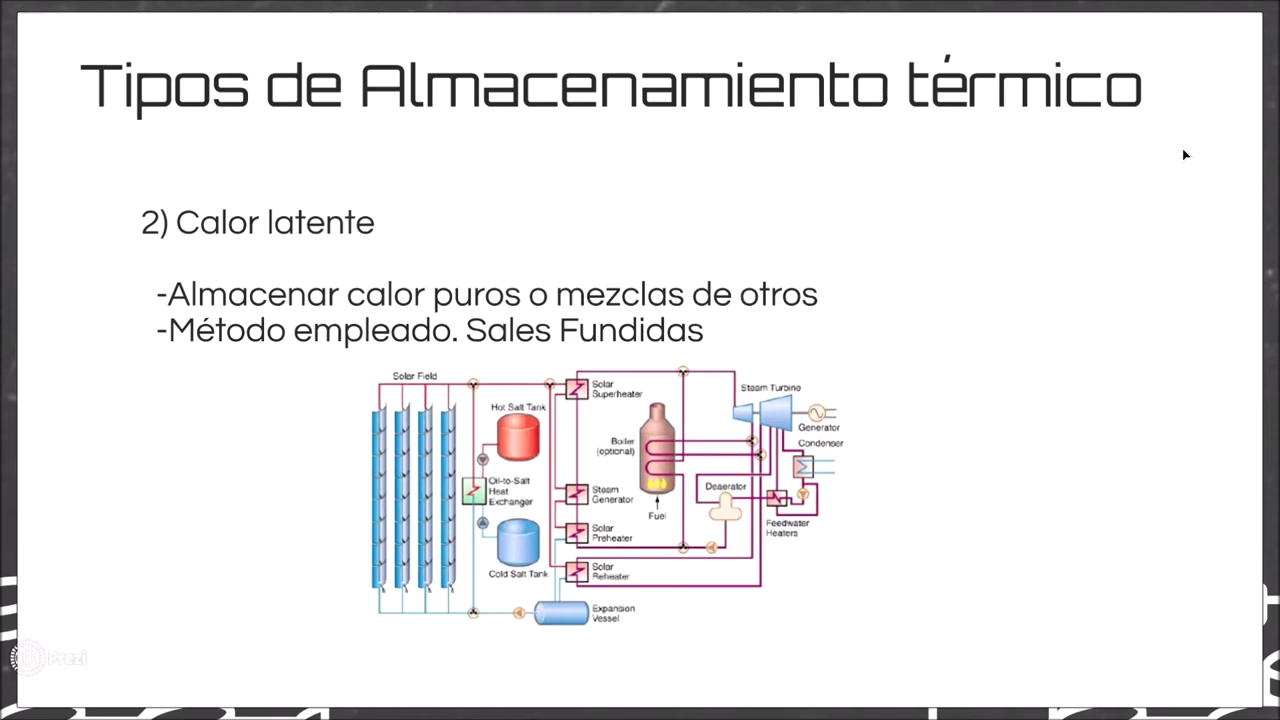 Tipos de Almacenamiento térmico
2) Calor latente
-Almacenar calor puros o mezclas de otros
-Método empleado. Sales Fundidas
Solar Field
Hot Salt Tank
Oil-to-Salt
Heat
Exchanger
Cold Salt Tank
Solar
Superheater
Boiler
(optional)
Steam
Generator
Fuel
Solar
Preheater
Solar
Reheater
Expansion
Vessel
Steam Turbine
Generator
Condenser
Deaerator
Feedwater
Heaters
Prezi